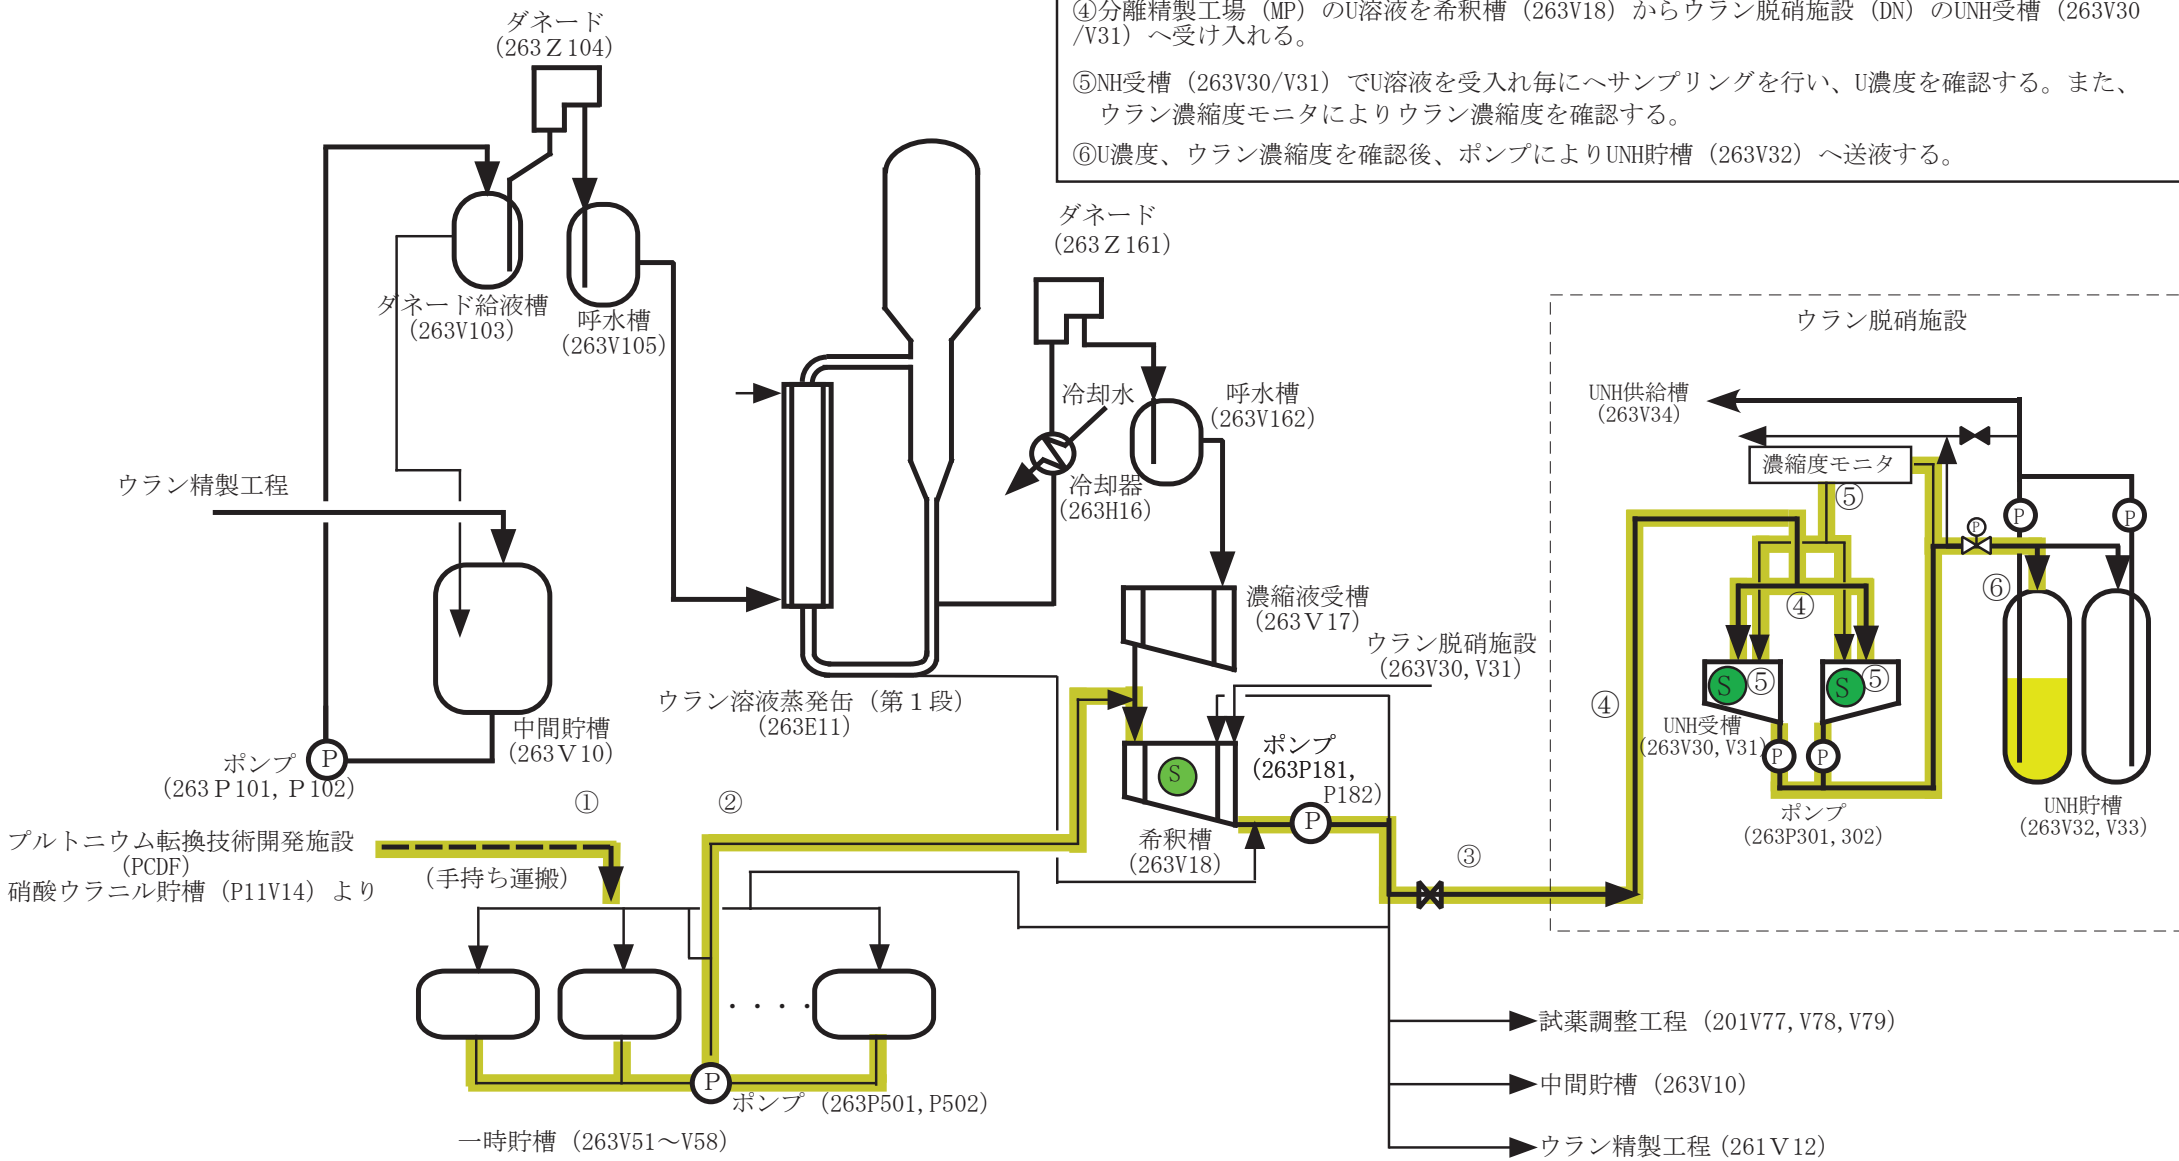 ④分離精製工場（MP）のU溶液を希釈槽（263V18）からウラン脱硝施設（DN）のUNH受槽（263V30
/V31）へ受け入れる。
⑤NH受槽（263V30/V31）でU溶液を受入れ毎にへサンプリングを行い、U濃度を確認する。また、
ウラン濃縮度モニタによりウラン濃縮度を確認する。
⑥U濃度、ウラン濃縮度を確認後、ポンプによりUNH貯槽（263V32）へ送液する。
ダネード
（263Ｚ104）
ダネード給液槽
（263V103）
呼水槽
（263V105）
ダネード
（263Ｚ161）
冷却水
冷却器
（263H16）
呼水槽
（263V162）
ウラン精製工程
中間貯槽
（263Ｖ10）
ポンプ
（263Ｐ101,Ｐ102）
P
ウラン溶液蒸発缶（第１段）
（263E11）
濃縮液受槽
（263Ｖ17）
ウラン脱硝施設
（263V30,V31）
ポンプ
（263P181,
P182）
P
S
希釈槽
（263V18）
①
②
③
④
プルトニウム転換技術開発施設
（PCDF）
硝酸ウラニル貯槽（P11V14）より
（手持ち運搬）
・・・・
P
ポンプ（263P501,P502）
一時貯槽（263V51～V58）
試薬調整工程（201V77,V78,V79）
中間貯槽（263V10）
ウラン精製工程（261Ｖ12）
ウラン脱硝施設
UNH供給槽
（263V34）
濃縮度モニタ
⑤
P
P
P
⑥
④
S
⑤
S
⑤
UNH受槽
（263V30,V31）
P
P
ポンプ
（263P301,302）
UNH貯槽
（263V32,V33）